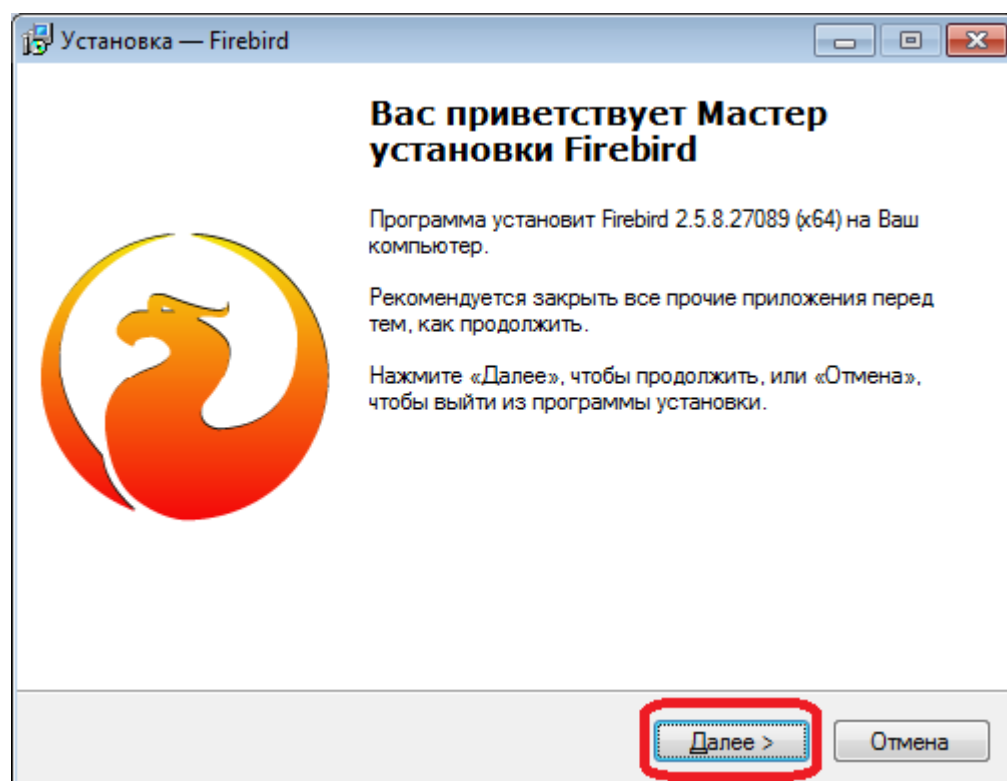 Установка — Firebird
Вас приветствует Мастер
установки Firebird
Программа установит Firebird 2.5.8.27089 (x64) на Ваш
компьютер.
Рекомендуется закрыть все прочие приложения перед
тем, как продолжить.
Нажмите «Далее», чтобы продолжить, или «Отмена»,
чтобы выйти из программы установки.
Далее >
Отмена